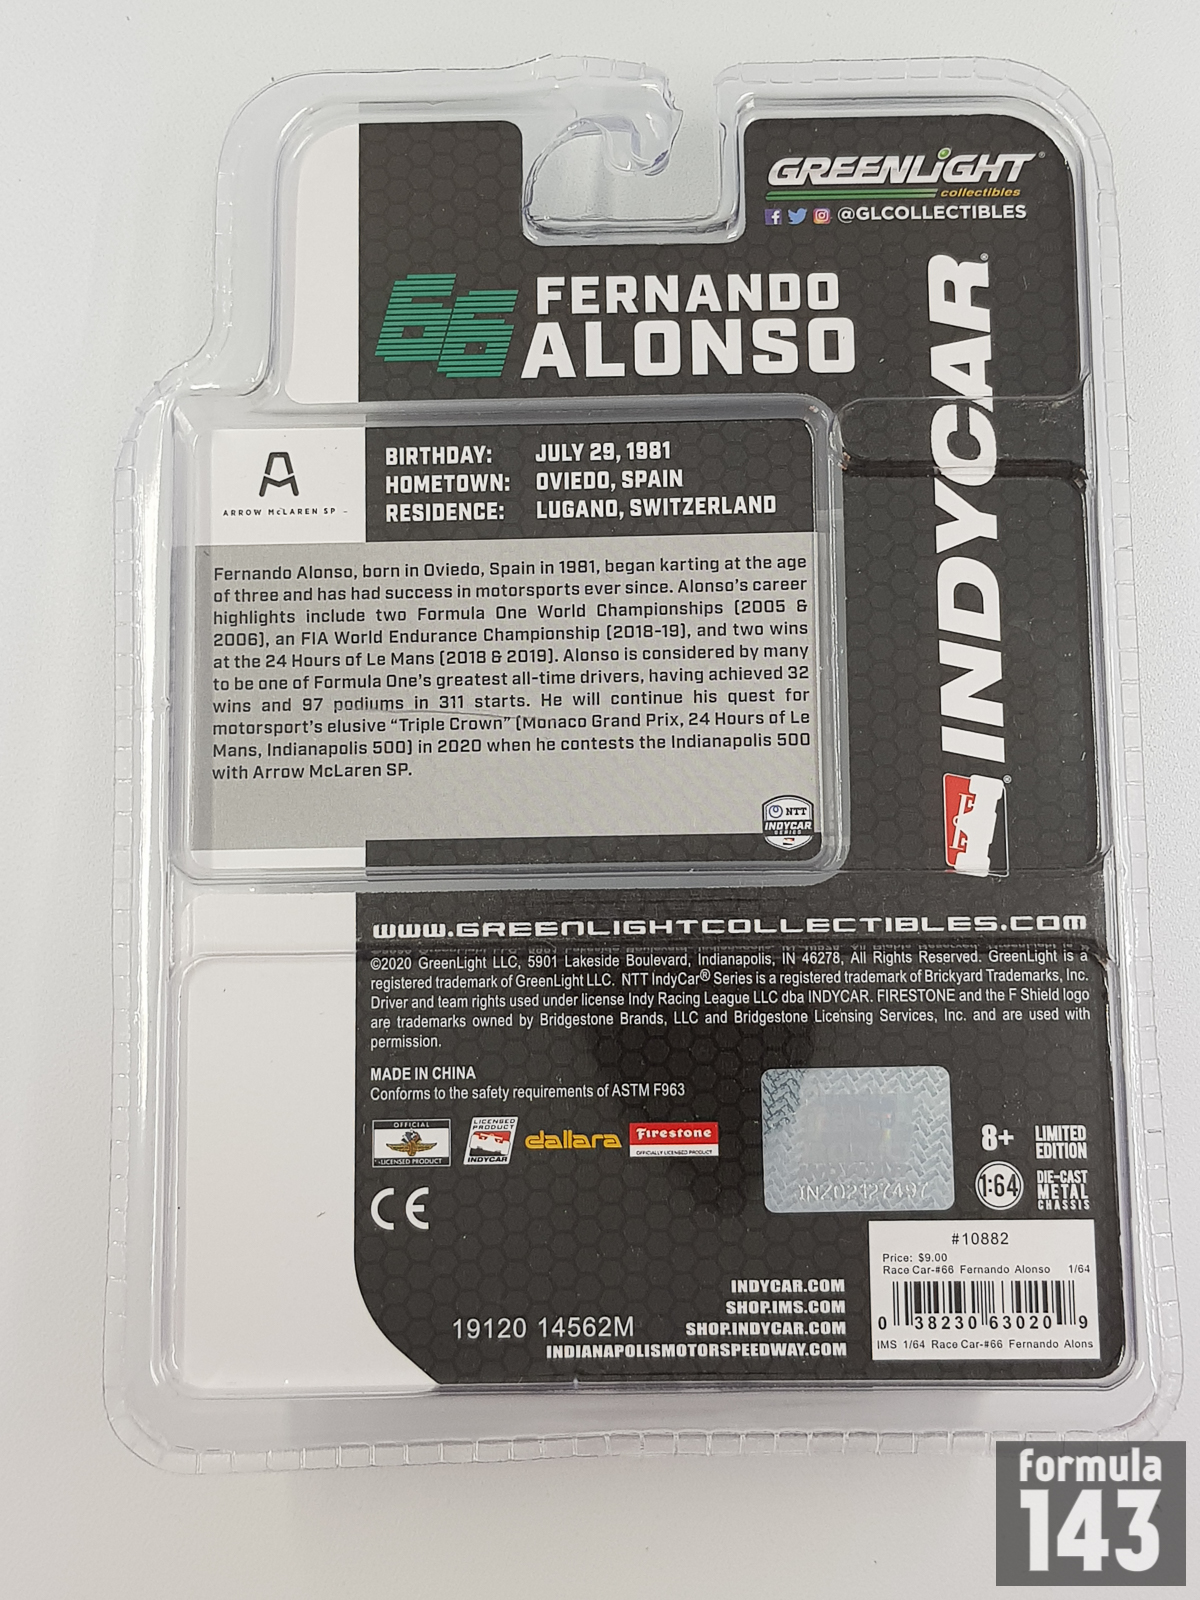 GREENLiGHT®
collectibles
@GLCOLLECTIBLES
66
FERNANDO
ALONSO
INDYCAR®
A
ARROW McLAREN SP
BIRTHDAY: JULY 29, 1981
HOMETOWN: OVIEDO, SPAIN
RESIDENCE: LUGANO, SWITZERLAND
Fernando Alonso, born in Oviedo, Spain in 1981, began karting at the age
of three and has had success in motorsports ever since. Alonso's career
highlights include two Formula One World Championships (2005 &
2006), an FIA World Endurance Championship (2018-19), and two wins
at the 24 Hours of Le Mans (2018 & 2019). Alonso is considered by many
to be one of Formula One's greatest all-time drivers, having achieved 32
wins and 97 podiums in 311 starts. He will continue his quest for
motorsport's elusive "Triple Crown" (Monaco Grand Prix, 24 Hours of Le
Mans, Indianapolis 500) in 2020 when he contests the Indianapolis 500
with Arrow McLaren SP.
NTT
INDYCAR
SERIES
www.GREENLIGHTCOLLECTIBLES.COM
©2020 GreenLight LLC, 5901 Lakeside Boulevard, Indianapolis, IN 46278, All Rights Reserved. GreenLight is a
registered trademark of GreenLight LLC. NTT IndyCar® Series is a registered trademark of Brickyard Trademarks, Inc.
Driver and team rights used under license Indy Racing League LLC dba INDYCAR. FIRESTONE and the F Shield logo
are trademarks owned by Bridgestone Brands, LLC and Bridgestone Licensing Services, Inc. and are used with
permission.
MADE IN CHINA
Conforms to the safety requirements of ASTM F963
OFFICIAL
LICENSED PRODUCT
LICENSED
PRODUCT
INDYCAR
dallara
Firestone
OFFICIALLY LICENSED PRODUCT
CE
INZ02127497
8+ LIMITED
EDITION
1:64 DIE-CAST
METAL
CHASSIS
#10882
Price: $9.00
Race Car-#66 Fernando Alonso 1/64
0 38230 63020 9
IMS 1/64 Race Car-#66 Fernando Alons
INDYCAR.COM
SHOP.IMS.COM
SHOP.INDYCAR.COM
INDIANAPOLISMOTORSPEEDWAY.COM
19120 14562M
formula
143